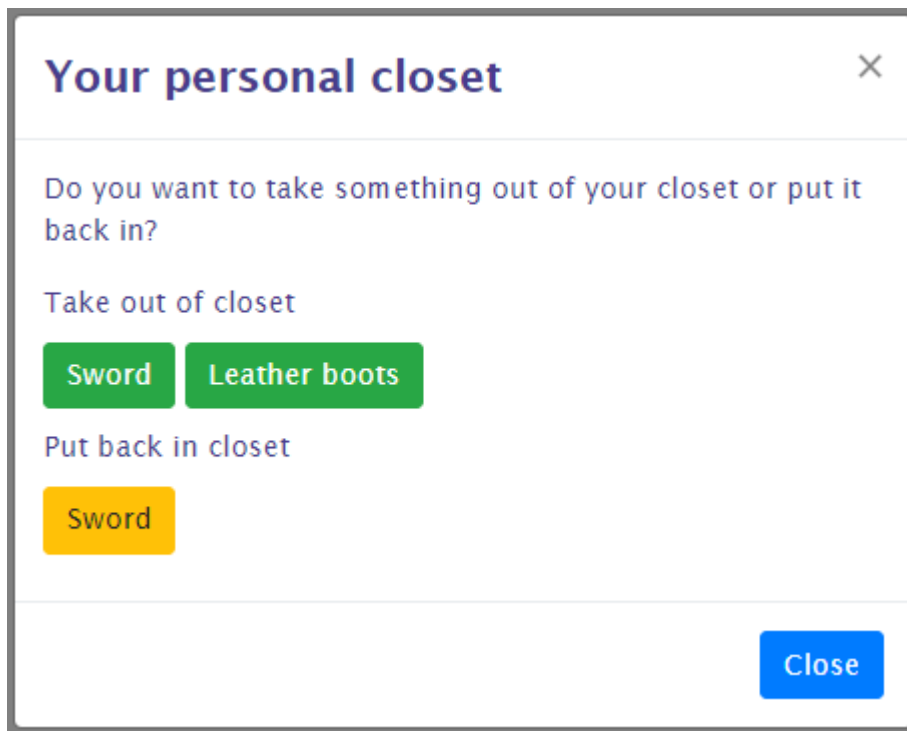 Your personal closet ×
Do you want to take something out of your closet or put it
back in?
Take out of closet
Sword Leather boots
Put back in closet
Sword
Close